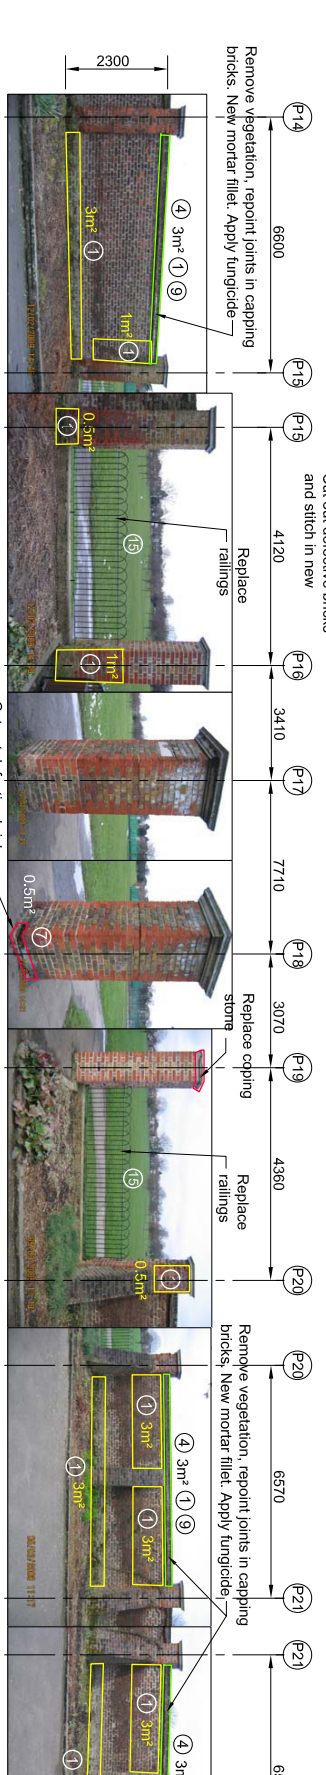 P14
6600
P15
P15
4120
P16
3410
P17
7710
P18
3070
P19
4360
P20
P20
6570
P21
P21
2300
Remove vegetation, repoint joints in capping
bricks. New mortar fillet. Apply fungicide
4 3m² 1 9
3m² 1
1m² 1
and stitch in new
0.5m²
1
15
Replace
railings
1m²
1
0.5m² 7
Replace coping
stone
15
Replace
railings
0.5m²
1
Remove vegetation, repoint joints in capping
bricks, New mortar fillet. Apply fungicide
4 3m² 1 9
1 3m²
1 3m²
1 3m²
1 3m²
4
1